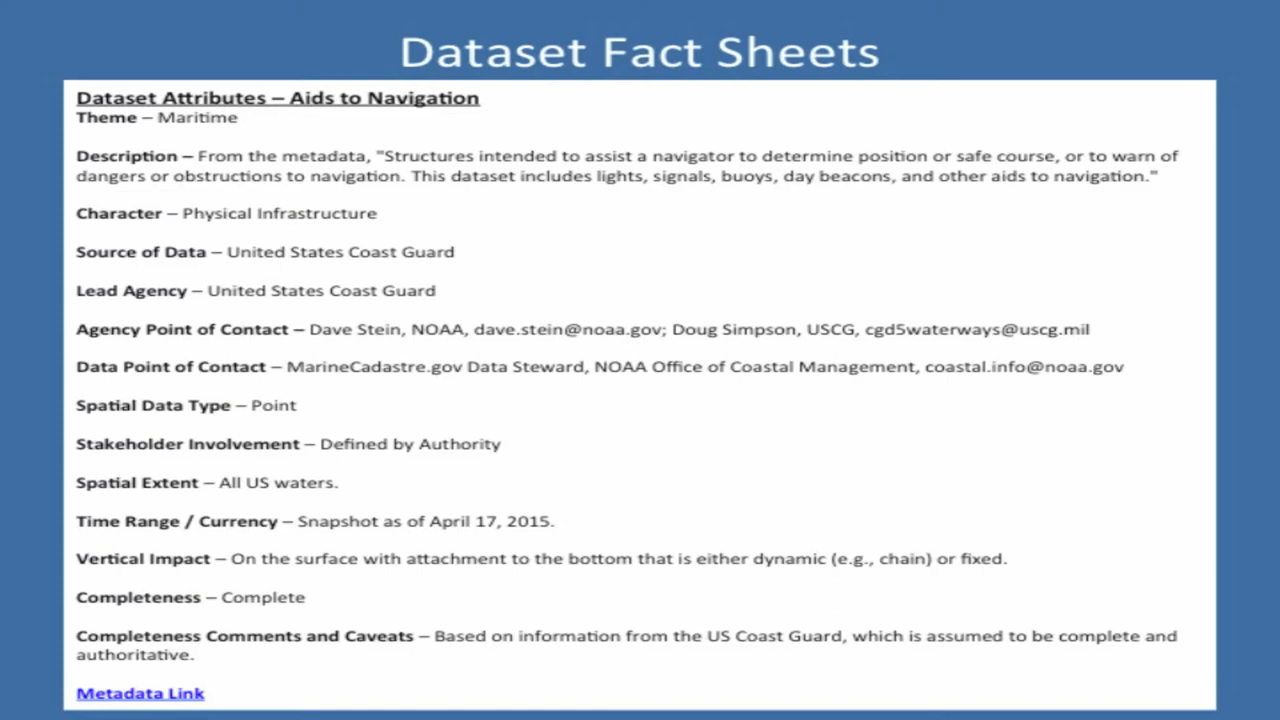 Dataset Fact Sheets
Dataset Attributes – Aids to Navigation
Theme – Maritime
Description – From the metadata, "Structures intended to assist a navigator to determine position or safe course, or to warn of
dangers or obstructions to navigation. This dataset includes lights, signals, buoys, day beacons, and other aids to navigation."
Character – Physical Infrastructure
Source of Data – United States Coast Guard
Lead Agency – United States Coast Guard
Agency Point of Contact – Dave Stein, NOAA, dave.stein@noaa.gov; Doug Simpson, USCG, cgd5waterways@uscg.mil
Data Point of Contact – MarineCadastre.gov Data Steward, NOAA Office of Coastal Management, coastal.info@noaa.gov
Spatial Data Type – Point
Stakeholder Involvement – Defined by Authority
Spatial Extent – All US waters.
Time Range / Currency – Snapshot as of April 17, 2015.
Vertical Impact – On the surface with attachment to the bottom that is either dynamic (e.g., chain) or fixed.
Completeness – Complete
Completeness Comments and Caveats – Based on information from the US Coast Guard, which is assumed to be complete and
authoritative.
Metadata Link